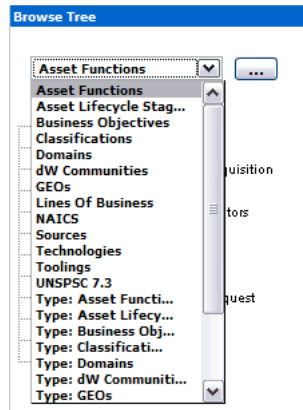 Browse Tree
Asset Functions
...
Asset Functions
Asset Lifecycle Stag...
Business Objectives
Classifications
Domains
dW Communities
uisition
GEOs
Lines Of Business
tors
NAICS
Sources
Technologies
Toolings
UNSPSC 7.3
Type: Asset Functi...
quest
Type: Asset Lifecy...
Type: Business Obj...
Type: Classificati...
Type: Domains
Type: dW Communiti...
Type: GEOs